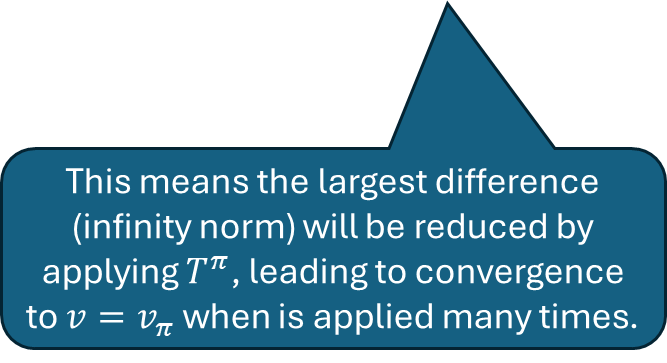 This means the largest difference
(infinity norm) will be reduced by
applying 𝑇^𝜋, leading to convergence
to 𝑣 = 𝑣_𝜋 when is applied many times.